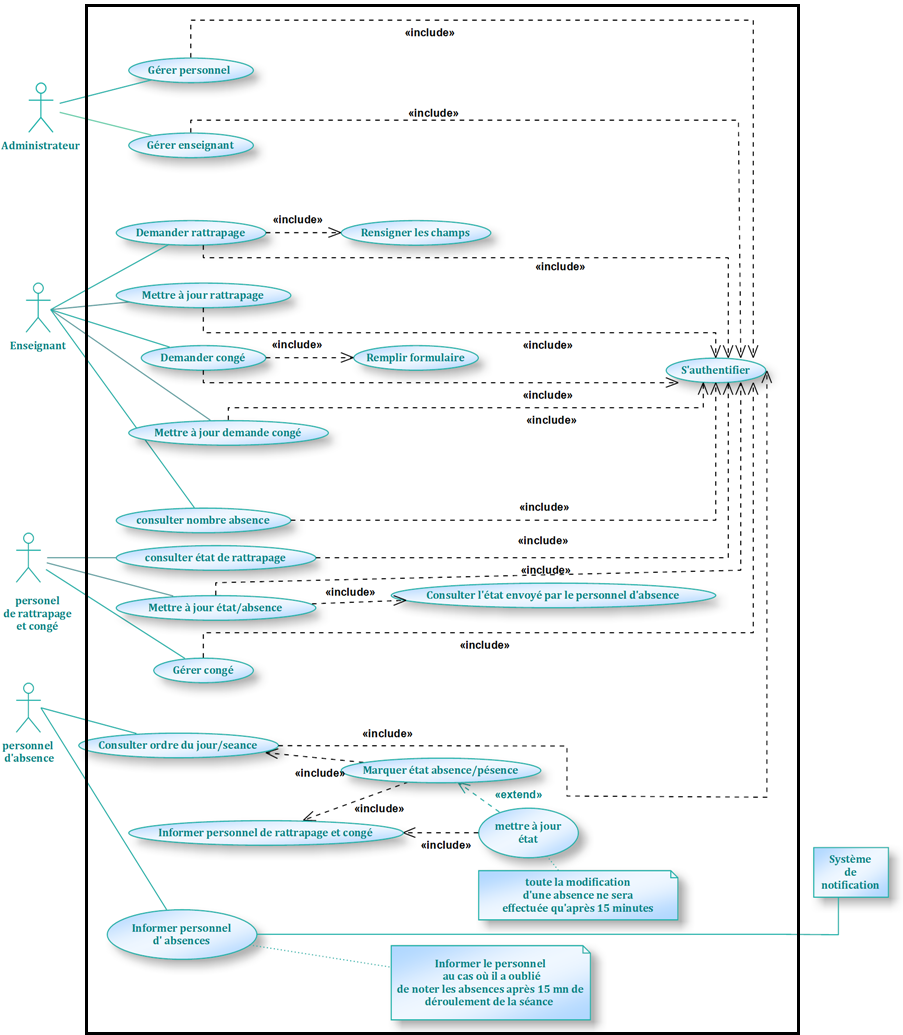 «include»
Gérer personnel
Administrateur
«include»
Gérer enseignant
Demander rattrapage
«include»
Rensigner les champs
«include»
Mettre à jour rattrapage
Enseignant
«include»
«include»
Demander congé
Remplir formulaire
S'authentifier
«include»
«include»
Mettre à jour demande congé
«include»
consulter nombre absence
«include»
consulter état de rattrapage
«include»
personel
de rattrapage
et congé
Mettre à jour état/absence
«include»
Consulter l'état envoyé par le personnel d'absence
«include»
Gérer congé
personnel
d'absence
«include»
Consulter ordre du jour/seance
«include»
Marquer état absence/pésence
«extend»
«include»
Informer personnel de rattrapage et congé
«include»
mettre à jour
état
Système
de
notification
toute la modification
d'une absence ne sera
effectuée qu'après 15 minutes
Informer personnel
d' absences
Informer le personnel
au cas où il a oublié
de noter les absences après 15 mn de
déroulement de la séance